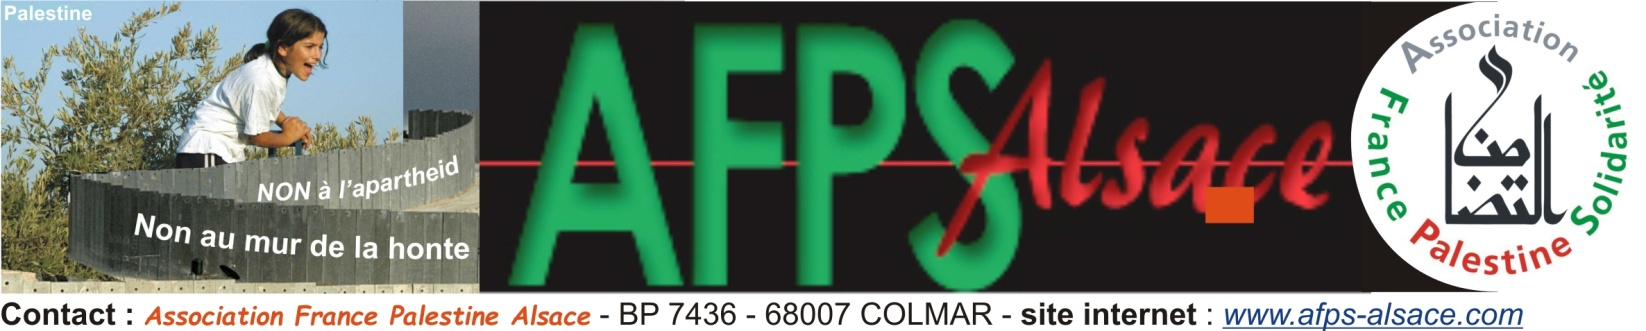 Palestine
NON à l'apartheid
Non au mur de la honte
AFPS
Alsace
Association
France Palestine Solidarité
التضامن
Contact : Association France Palestine Alsace - BP 7436 - 68007 COLMAR - site internet : www.afps-alsace.com